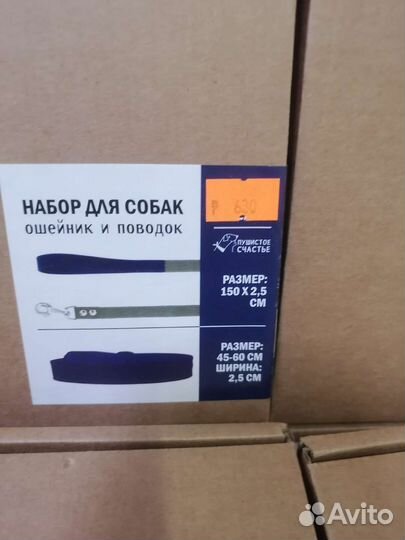 НАБОР ДЛЯ СОБАК
ошейник и поводок
₽ 630
ПУШИСТОЕ
СЧАСТЬЕ
РАЗМЕР:
150 X 2,5
СМ
РАЗМЕР:
45-60 СМ
ШИРИНА:
2,5 СМ
Avito